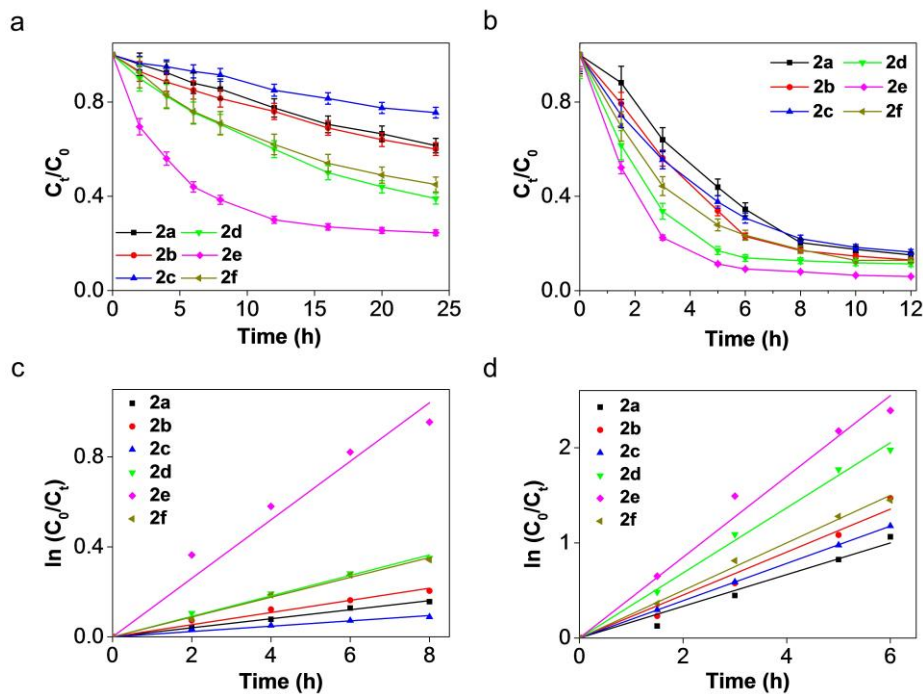 a
b
0.8
0.4
0.0
C_t/C_0
2a 2d
2b 2e
2c 2f
0 5 10 15 20 25
Time (h)
0.8
0.4
0.0
C_t/C_0
2a 2d
2b 2e
2c 2f
0 2 4 6 8 10 12
Time (h)
c
d
1.0
0.8
0.4
0.0
ln (C_0/C_t)
2a
2b
2c
2d
2e
2f
0 2 4 6 8
Time (h)
2
1
0
ln (C_0/C_t)
2a
2b
2c
2d
2e
2f
0 2 4 6
Time (h)